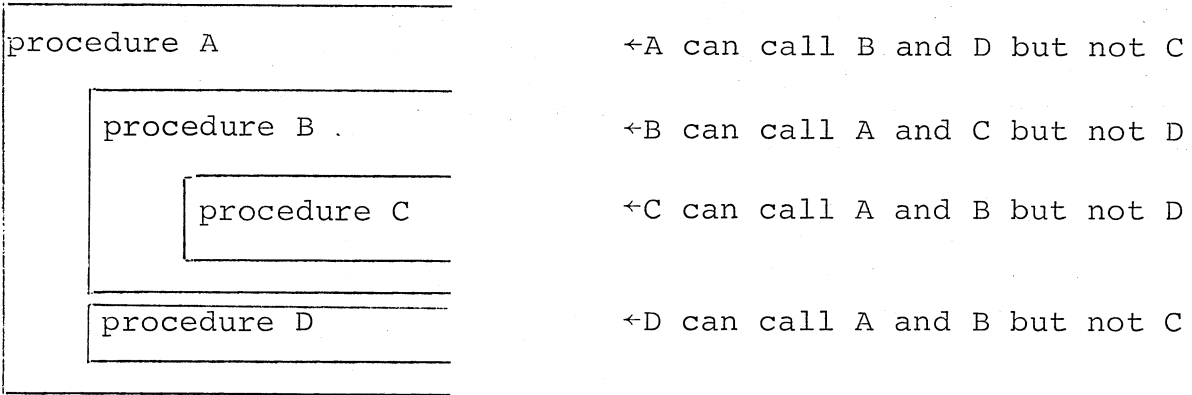 procedure A ←A can call B and D but not C
procedure B ←B can call A and C but not D
procedure C ←C can call A and B but not D
procedure D ←D can call A and B but not C